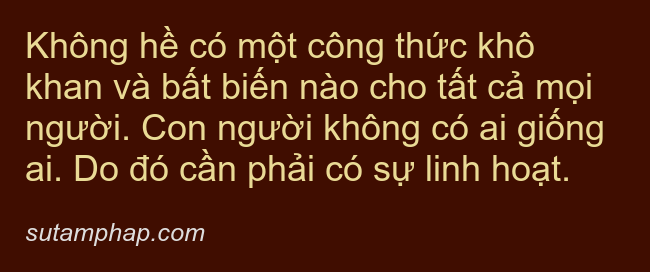 Không hề có một công thức khô
khan và bất biến nào cho tất cả mọi
người. Con người không có ai giống
ai. Do đó cần phải có sự linh hoạt.
sutamphap.com